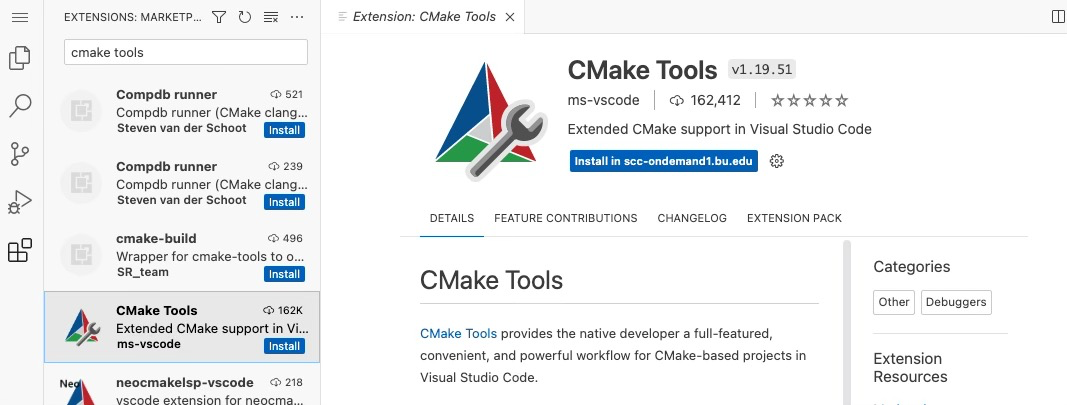 EXTENSIONS: MARKETP...
cmake tools
Compdb runner 521
Compdb runner (CMake clang...
Steven van der Schoot Install
Compdb runner 239
Compdb runner (CMake clang...
Steven van der Schoot Install
cmake-build 496
Wrapper for cmake-tools to o...
SR_team Install
CMake Tools 162K
Extended CMake support in Vi...
ms-vscode Install
Neo
neocmakelsp-vscode 218
vscode extension for neocma...
Extension: CMake Tools
CMake Tools v1.19.51
ms-vscode 162,412
Extended CMake support in Visual Studio Code
Install in scc-ondemand1.bu.edu
DETAILS FEATURE CONTRIBUTIONS CHANGELOG EXTENSION PACK
CMake Tools
CMake Tools provides the native developer a full-featured,
convenient, and powerful workflow for CMake-based projects in
Visual Studio Code.
Categories
Other Debuggers
Extension
Resources